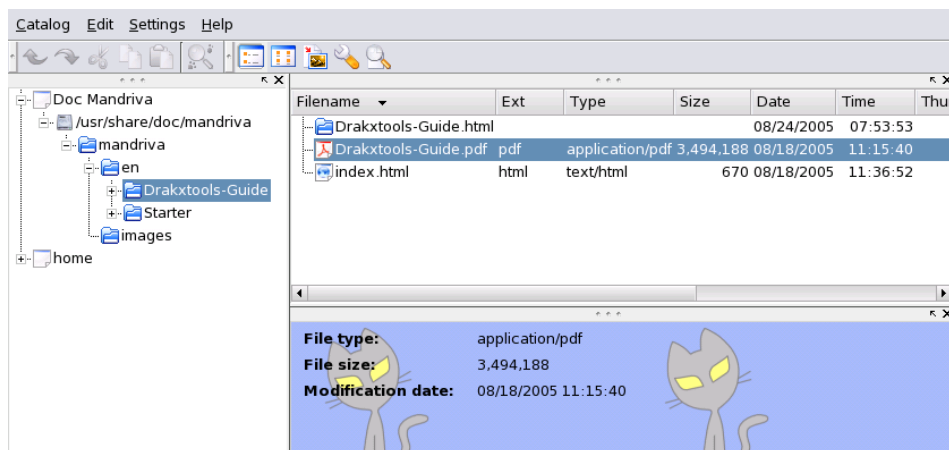 Catalog Edit Settings Help
Doc Mandriva
/usr/share/doc/mandriva
mandriva
en
Drakxtools-Guide
Starter
images
home
Filename Ext Type Size Date Time Thu
Drakxtools-Guide.html 08/24/2005 07:53:53
Drakxtools-Guide.pdf pdf application/pdf 3,494,188 08/18/2005 11:15:40
index.html html text/html 670 08/18/2005 11:36:52
File type: application/pdf
File size: 3,494,188
Modification date: 08/18/2005 11:15:40